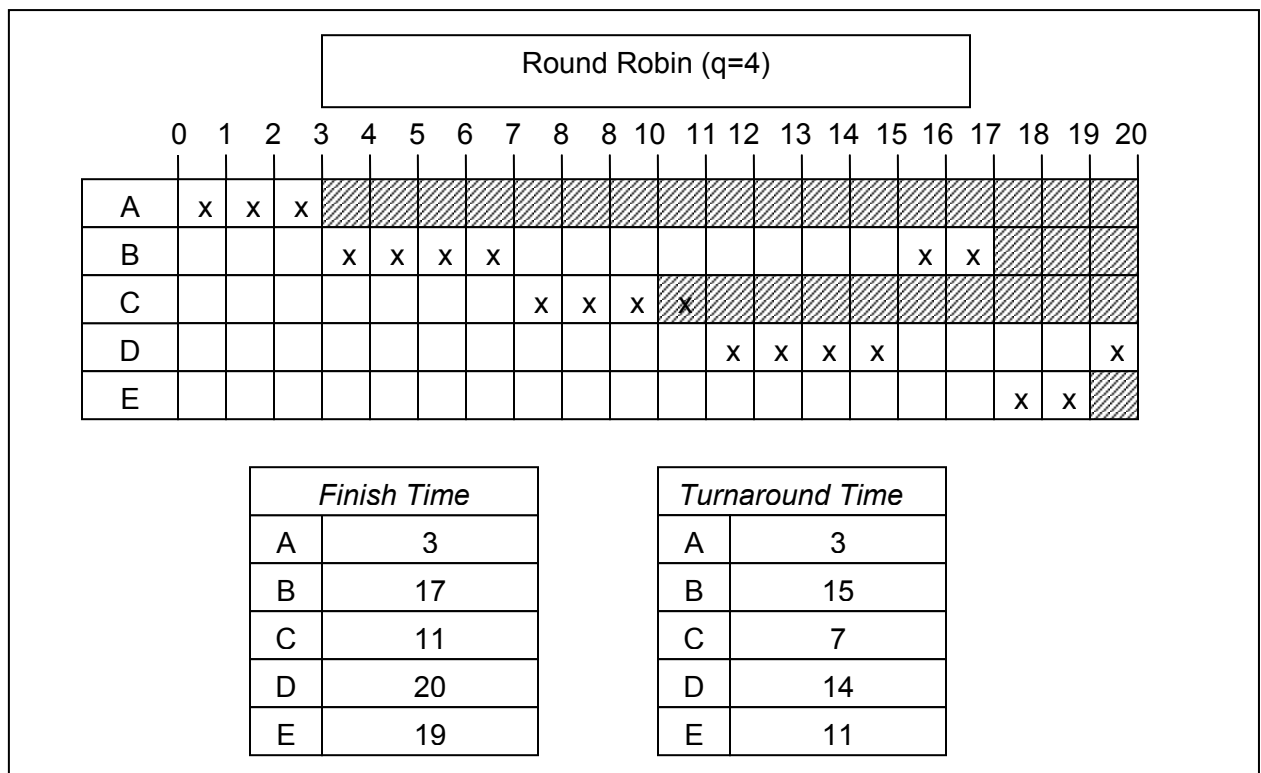 Round Robin (q=4)
0 1 2 3 4 5 6 7 8 8 10 11 12 13 14 15 16 17 18 19 20
A x x x
B x x x x x x
C x x x x
D x x x x x
E x x
Finish Time
A 3
B 17
C 11
D 20
E 19
Turnaround Time
A 3
B 15
C 7
D 14
E 11